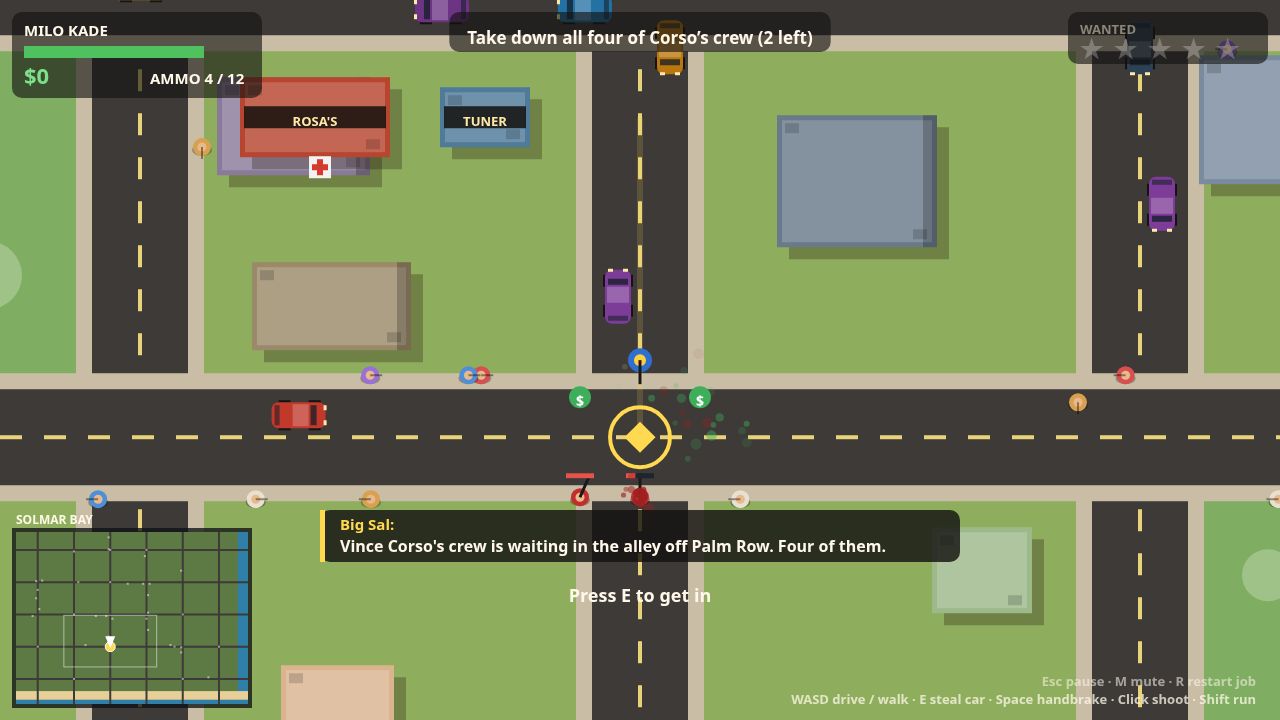 MILO KADE
$0
AMMO 4 / 12
Take down all four of Corso’s crew (2 left)
WANTED
ROSA'S
TUNER
$
$
Big Sal:
Vince Corso's crew is waiting in the alley off Palm Row. Four of them.
Press E to get in
SOLMAR BAY
Esc pause · M mute · R restart job
WASD drive / walk · E steal car · Space handbrake · Click shoot · Shift run